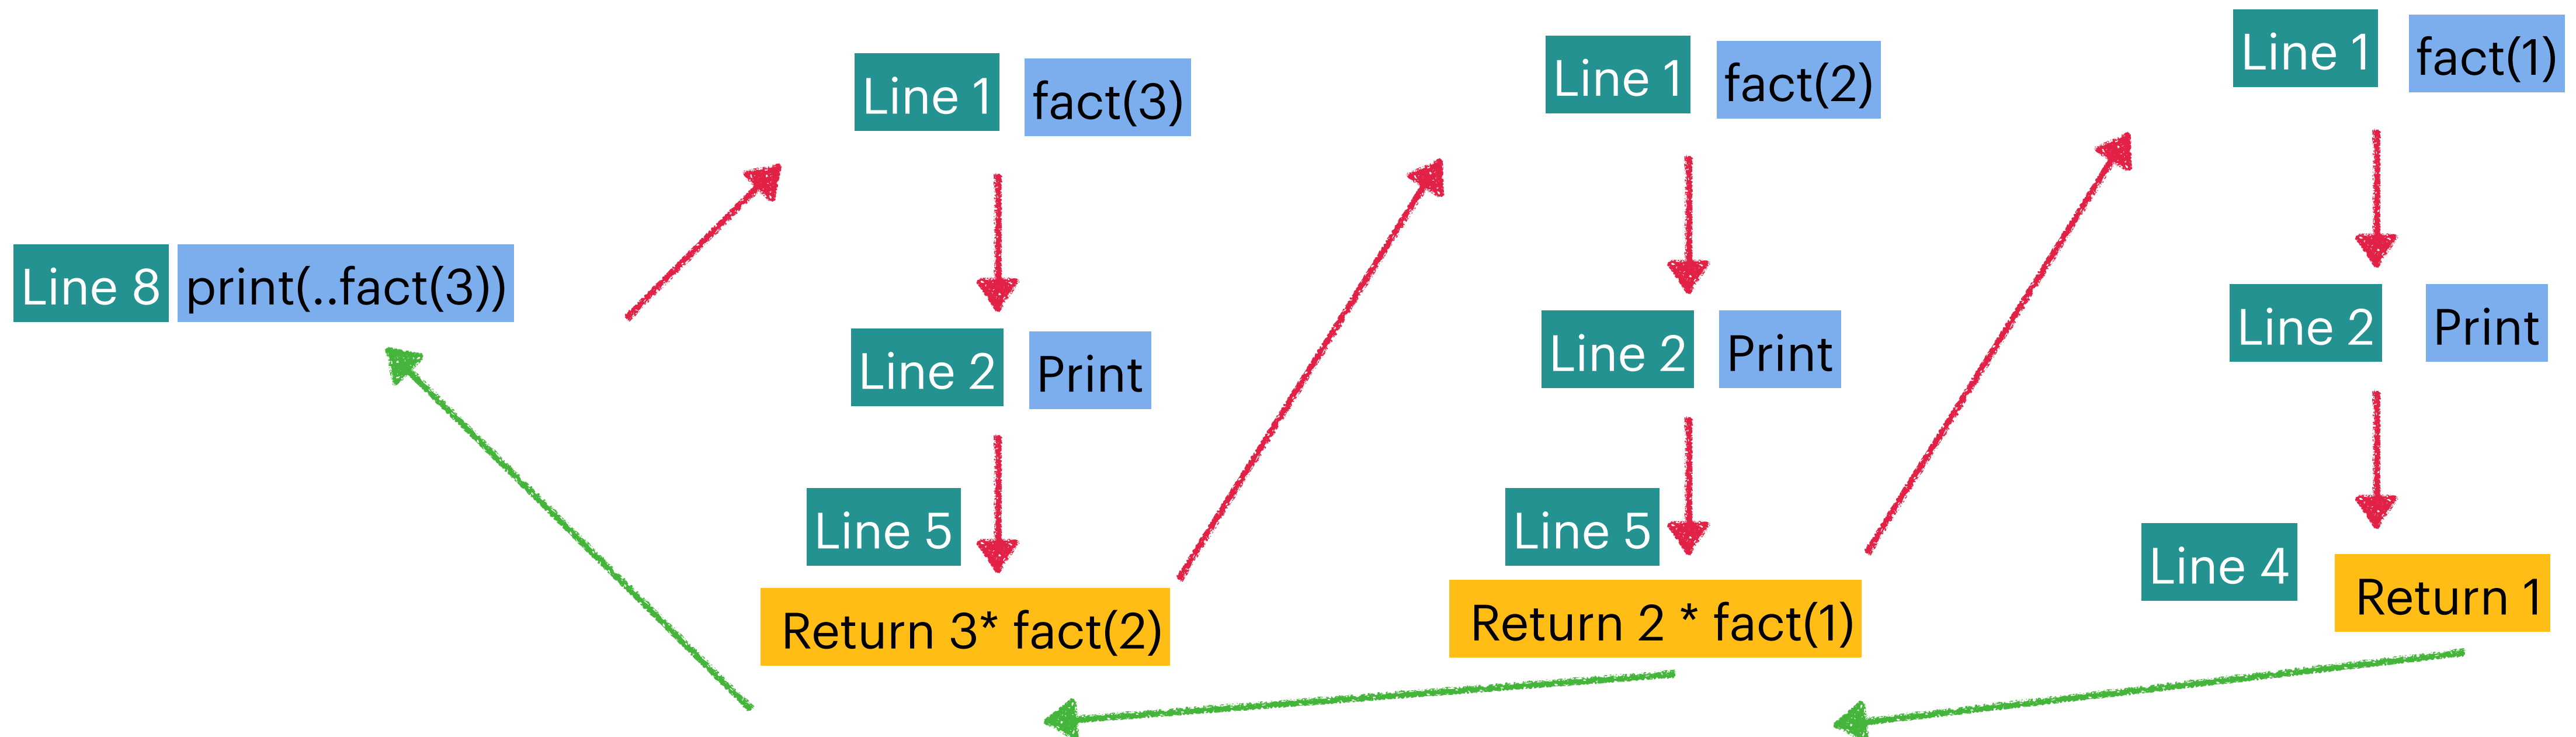 Line 8 print(..fact(3))
Line 1 fact(3)
Line 2 Print
Line 5
Return 3* fact(2)
Line 1 fact(2)
Line 2 Print
Line 5
Return 2 * fact(1)
Line 1 fact(1)
Line 2 Print
Line 4 Return 1